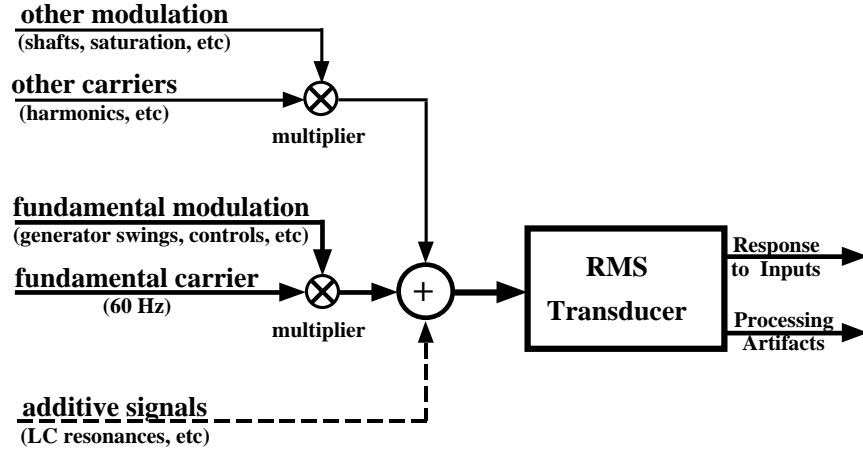 other modulation
(shafts, saturation, etc)
other carriers
(harmonics, etc)
multiplier
fundamental modulation
(generator swings, controls, etc)
fundamental carrier
(60 Hz)
multiplier
+
RMS
Transducer
Response
to Inputs
Processing
Artifacts
additive signals
(LC resonances, etc)